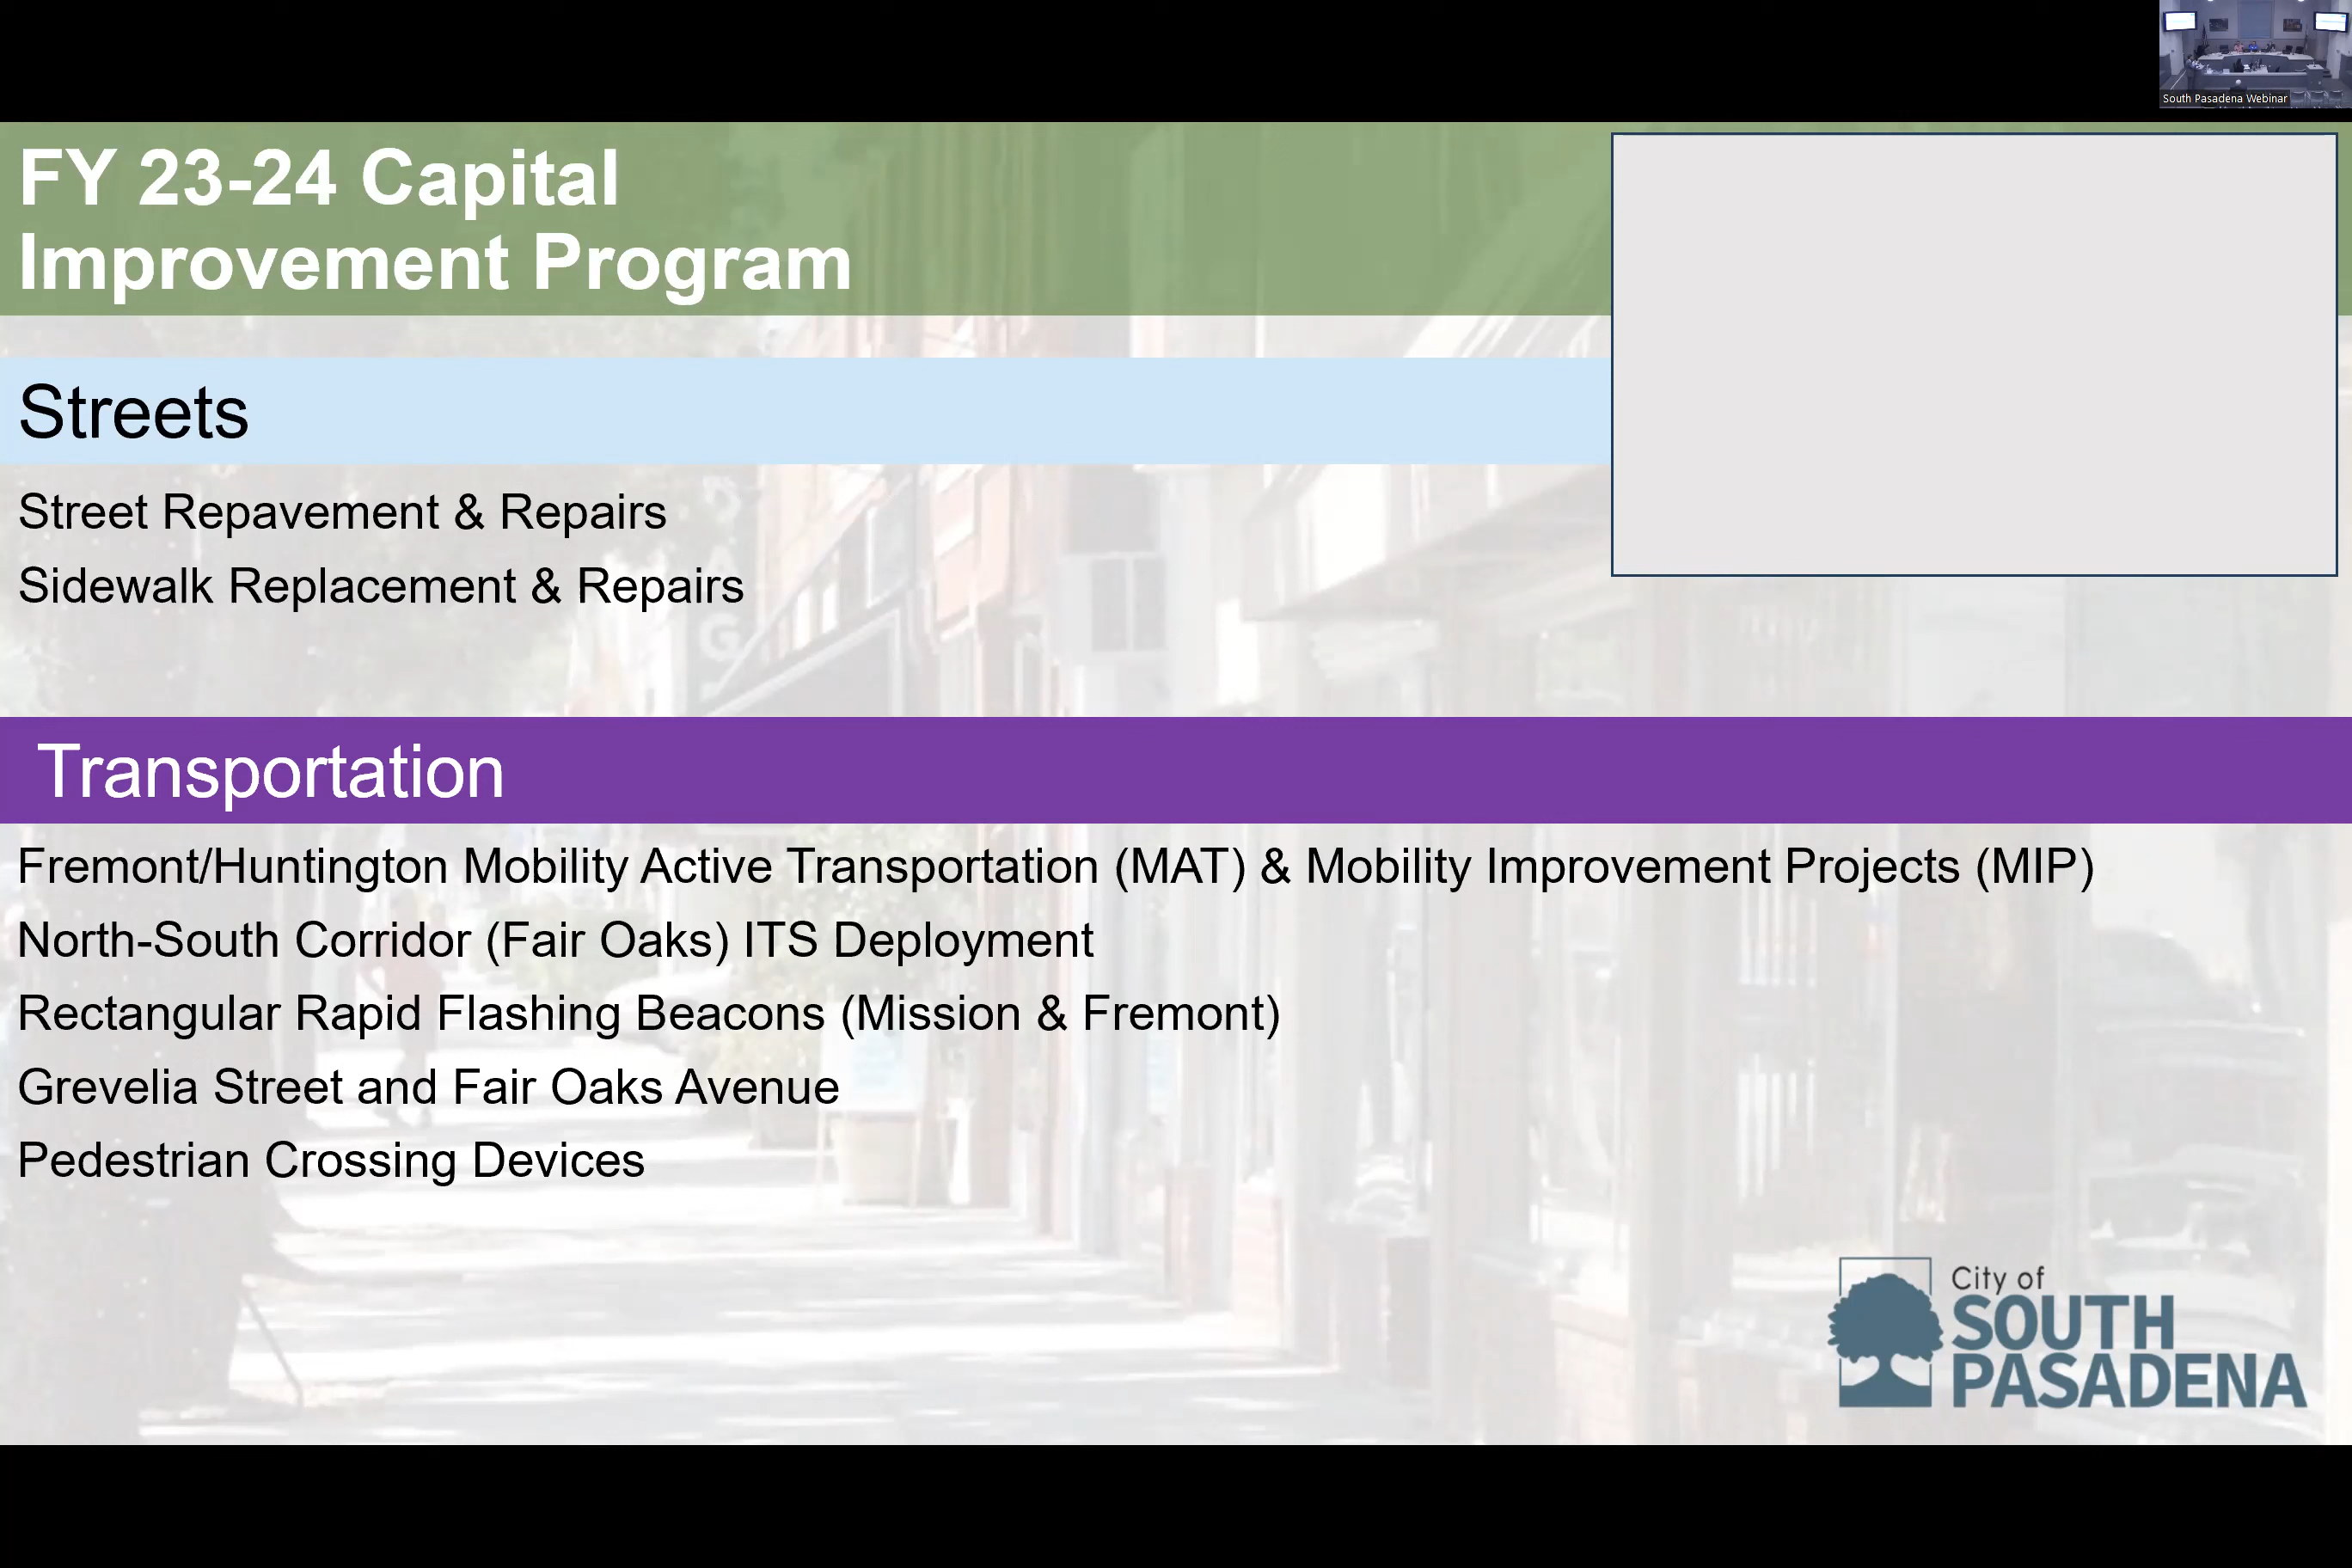 South Pasadena Webinar
FY 23-24 Capital
Improvement Program
Streets
Street Repavement & Repairs
Sidewalk Replacement & Repairs
Transportation
Fremont/Huntington Mobility Active Transportation (MAT) & Mobility Improvement Projects (MIP)
North-South Corridor (Fair Oaks) ITS Deployment
Rectangular Rapid Flashing Beacons (Mission & Fremont)
Grevelia Street and Fair Oaks Avenue
Pedestrian Crossing Devices
City of
SOUTH
PASADENA